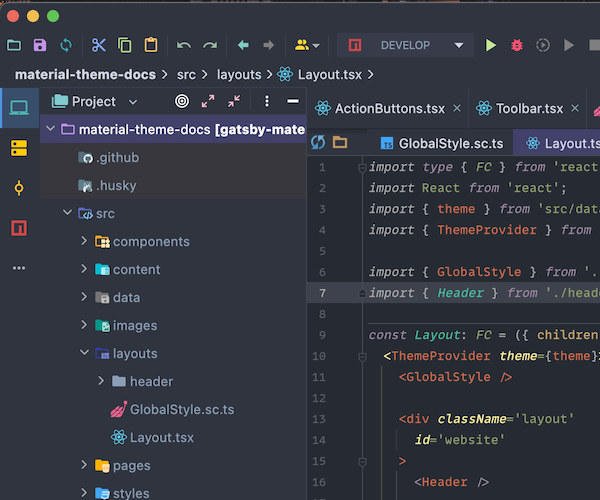 DEVELOP
material-theme-docs > src > layouts > Layout.tsx >
Project
material-theme-docs [gatsby-mate
.github
.husky
src
components
content
data
images
layouts
header
GlobalStyle.sc.ts
Layout.tsx
pages
styles
ActionButtons.tsx
Toolbar.tsx
GlobalStyle.sc.ts
Layout.ts
1 import type { FC } from 'react
2 import React from 'react';
3 import { theme } from 'src/data
4 import { ThemeProvider } from
5
6 import { GlobalStyle } from '.
7 import { Header } from './heade
8
9 const Layout: FC = ({ children
10 <ThemeProvider theme={theme}>
11 <GlobalStyle />
12
13 <div className='layout'
14 id='website'
15 >
16 <Header />